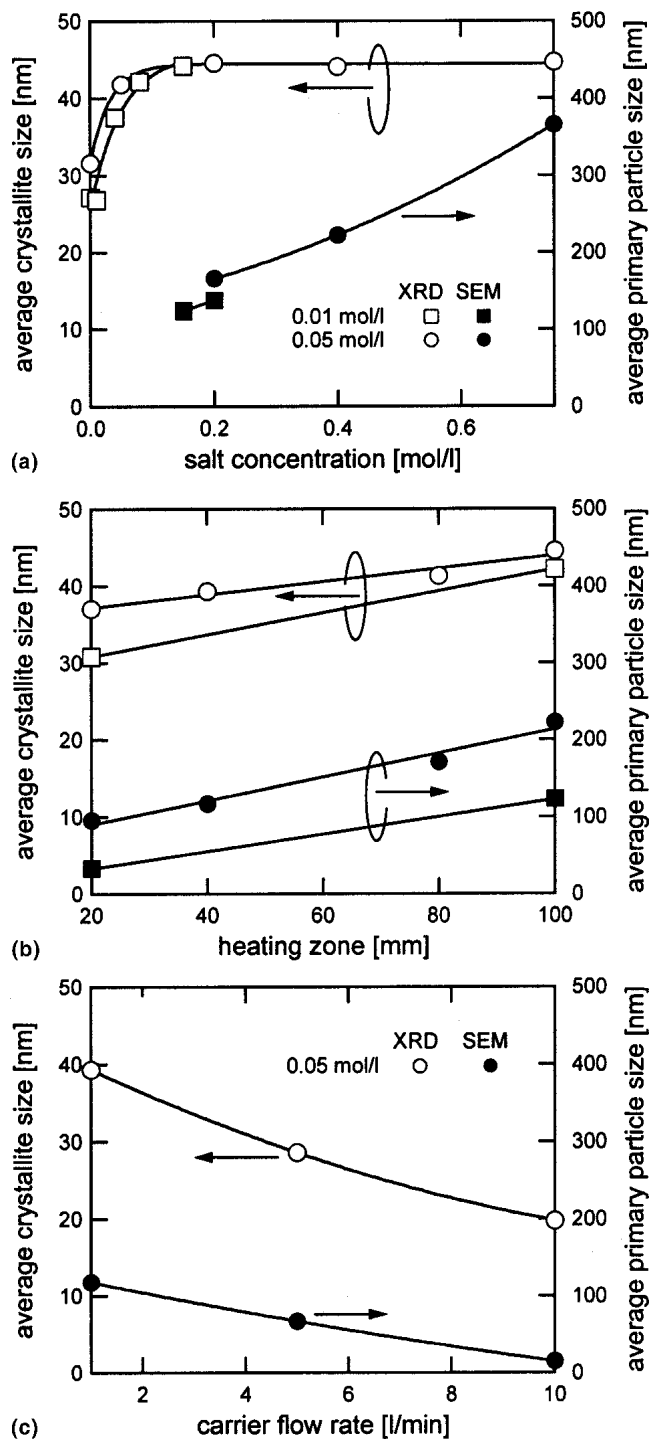 50
500
40
400
30
300
20
200
10
100
0
0
average crystallite size [nm]
average primary particle size [nm]
XRD SEM
0.01 mol/l
0.05 mol/l
0.0 0.2 0.4 0.6
(a) salt concentration [mol/l]
50
500
40
400
30
300
20
200
10
100
0
0
average crystallite size [nm]
average primary particle size [nm]
20 40 60 80 100
(b) heating zone [mm]
50
500
40
400
30
300
20
200
10
100
0
0
average crystallite size [nm]
average primary particle size [nm]
XRD SEM
0.05 mol/l
2 4 6 8 10
(c) carrier flow rate [l/min]